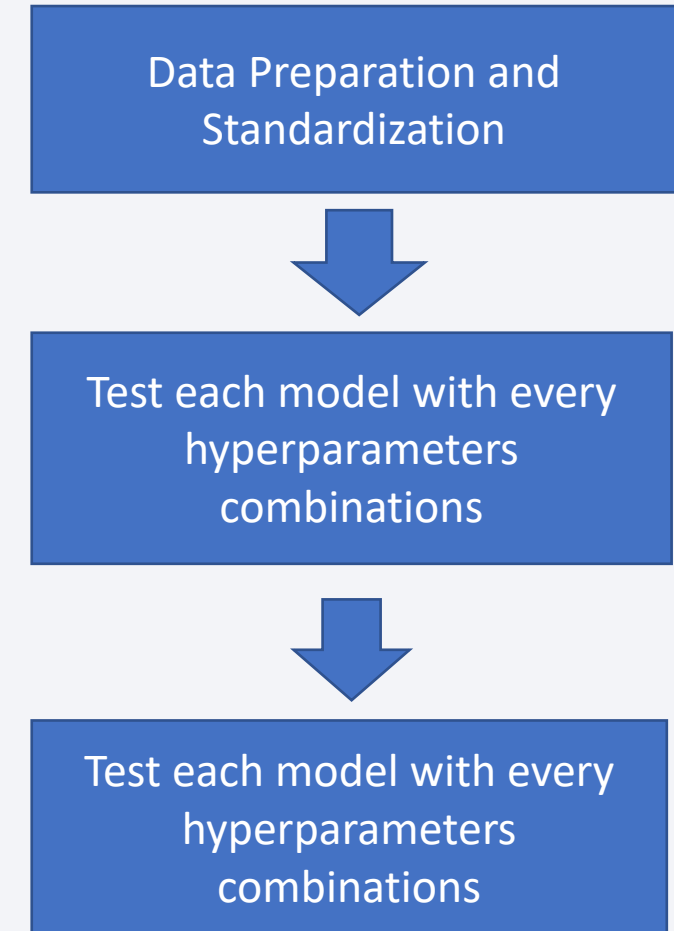 Data Preparation and
Standardization
Test each model with every
hyperparameters
combinations
Test each model with every
hyperparameters
combinations